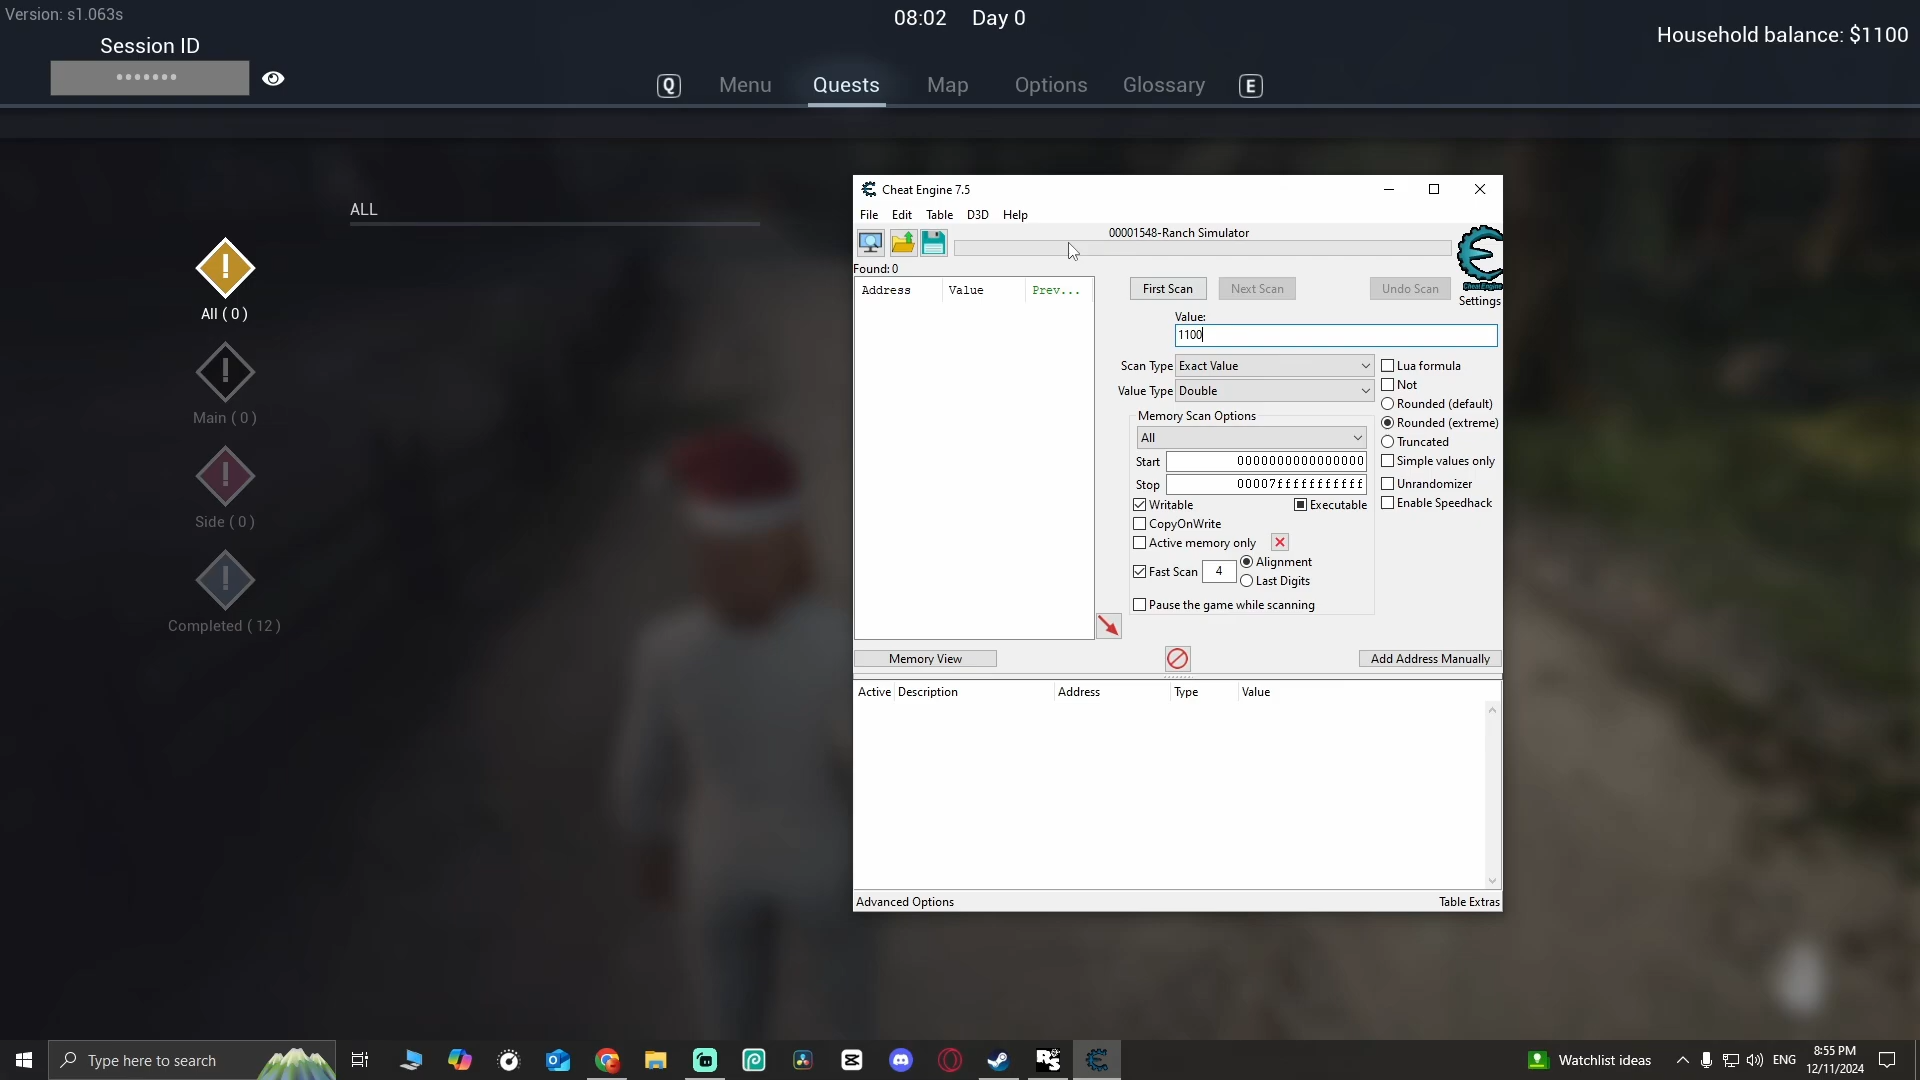 Version: s1.063s
08:02 Day 0
Household balance: $1100
Session ID
•••••••
Q Menu Quests Map Options Glossary E
ALL
All ( 0 )
Main ( 0 )
Side ( 0 )
Completed ( 12 )
Cheat Engine 7.5
File Edit Table D3D Help
00001548-Ranch Simulator
Found: 0
Address Value Prev...
First Scan Next Scan Undo Scan
Cheat Engine
Settings
Value:
1100
Scan Type Exact Value
Lua formula
Value Type Double
Not
Memory Scan Options
Rounded (default)
All
Rounded (extreme)
Truncated
Start 0000000000000000
Simple values only
Stop 00007fffffffffff
Unrandomizer
Writable Executable
Enable Speedhack
CopyOnWrite
Active memory only
Fast Scan 4 Alignment
Last Digits
Pause the game while scanning
Memory View Add Address Manually
Active Description Address Type Value
Advanced Options Table Extras
Type here to search
Watchlist ideas
ENG
8:55 PM
12/11/2024